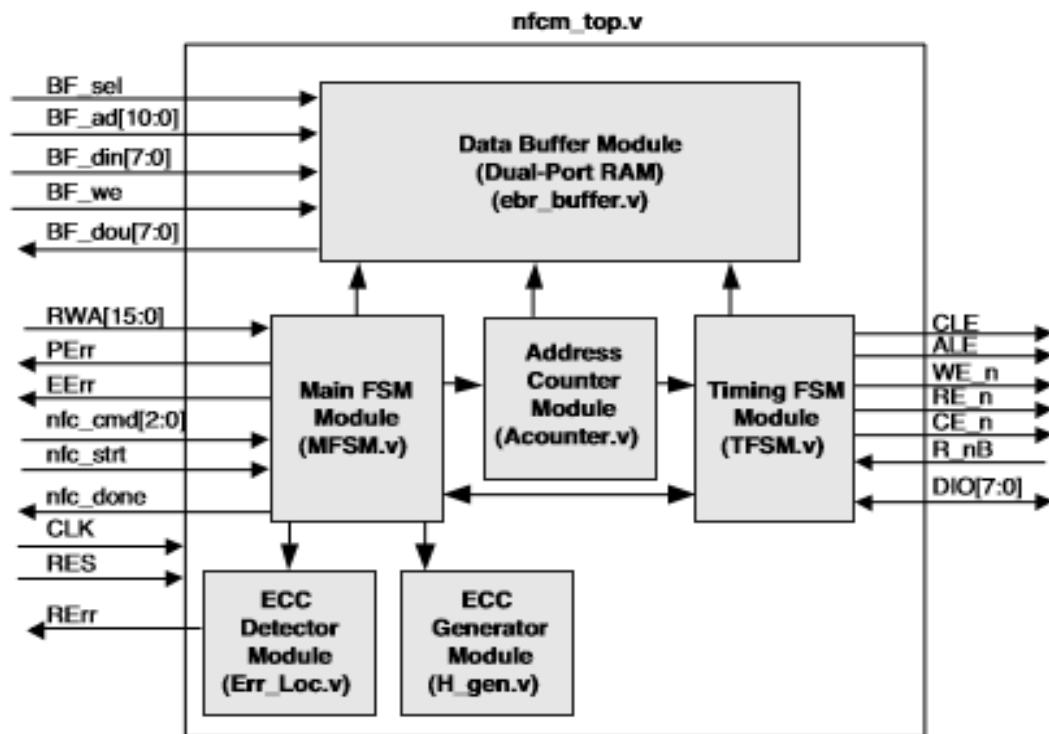 nfcm_top.v
BF_sel
BF_ad[10:0]
BF_din[7:0]
BF_we
BF_dou[7:0]
Data Buffer Module
(Dual-Port RAM)
(ebr_buffer.v)
RWA[15:0]
PErr
EErr
nfc_cmd[2:0]
nfc_strt
nfc_done
CLK
RES
RErr
Main FSM
Module
(MFSM.v)
Address
Counter
Module
(Acounter.v)
Timing FSM
Module
(TFSM.v)
CLE
ALE
WE_n
RE_n
CE_n
R_nB
DIO[7:0]
ECC
Detector
Module
(Err_Loc.v)
ECC
Generator
Module
(H_gen.v)